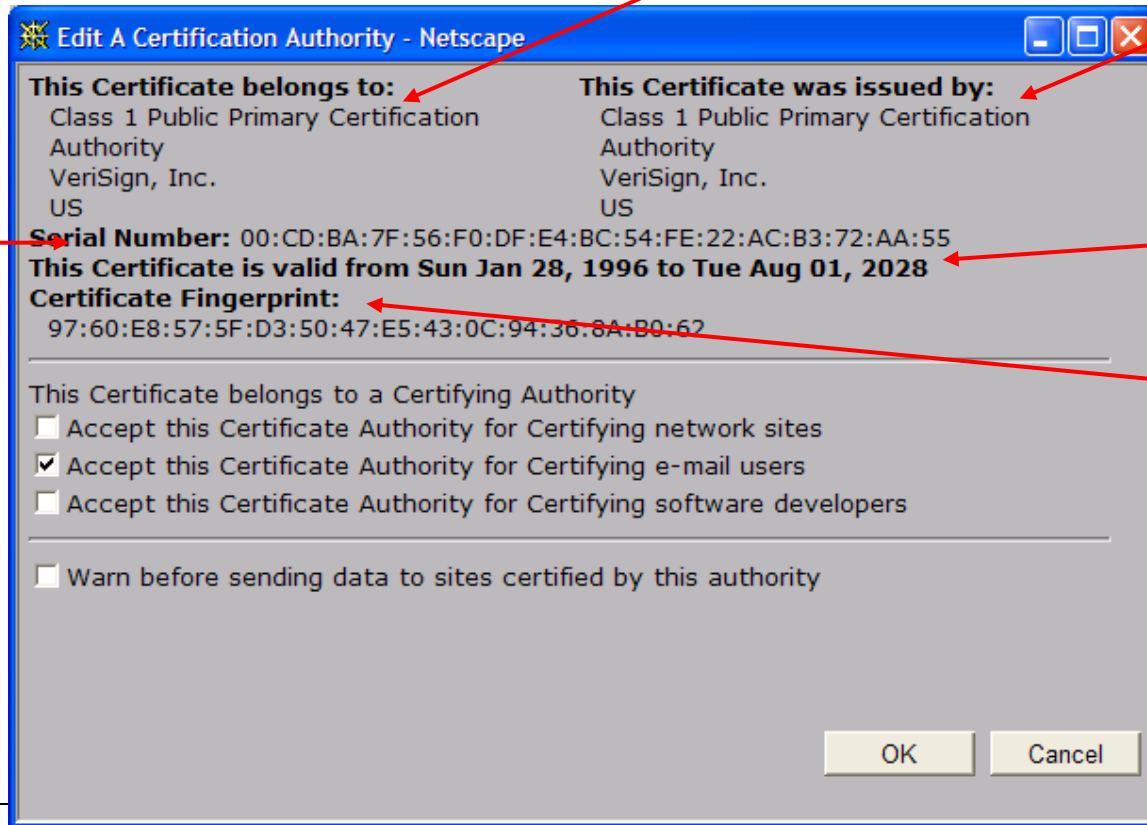 Edit A Certification Authority - Netscape
This Certificate belongs to:
Class 1 Public Primary Certification
Authority
VeriSign, Inc.
US
This Certificate was issued by:
Class 1 Public Primary Certification
Authority
VeriSign, Inc.
US
Serial Number: 00:CD:BA:7F:56:F0:DF:E4:BC:54:FE:22:AC:B3:72:AA:55
This Certificate is valid from Sun Jan 28, 1996 to Tue Aug 01, 2028
Certificate Fingerprint:
97:60:E8:57:5F:D3:50:47:E5:43:0C:94:36:8A:B0:62
This Certificate belongs to a Certifying Authority
Accept this Certificate Authority for Certifying network sites
Accept this Certificate Authority for Certifying e-mail users
Accept this Certificate Authority for Certifying software developers
Warn before sending data to sites certified by this authority
OK
Cancel